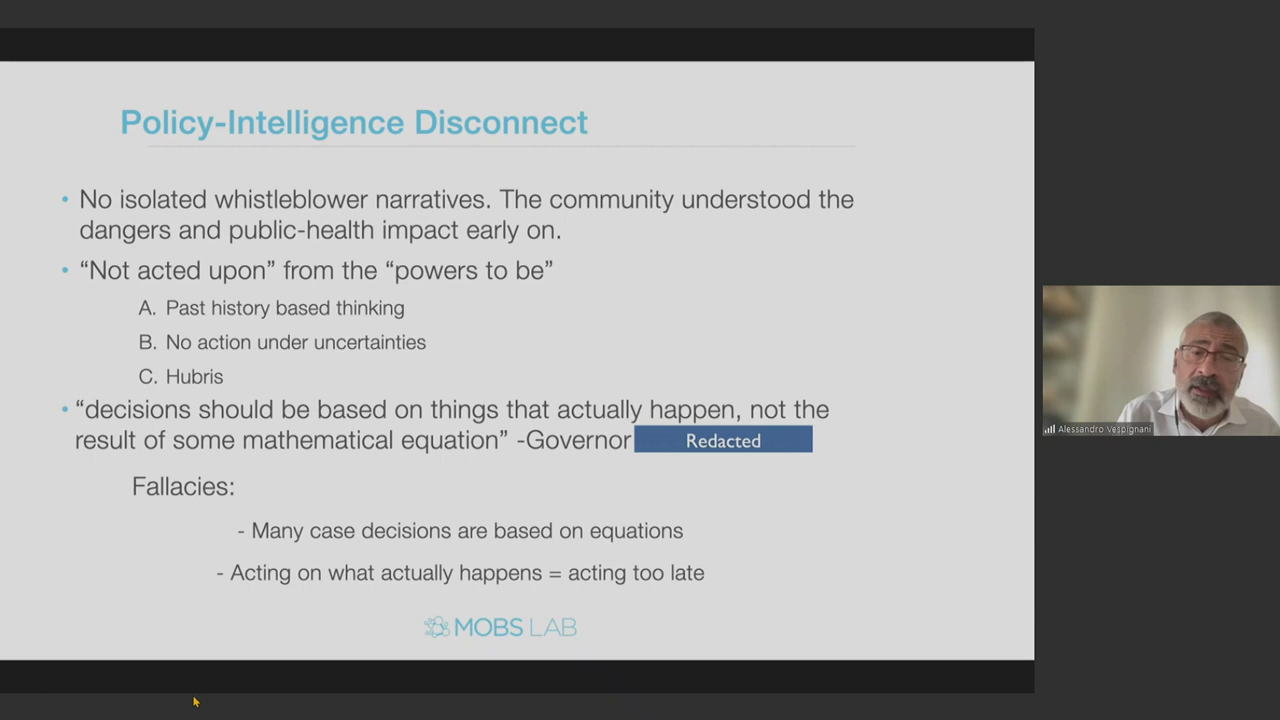 Policy-Intelligence Disconnect
• No isolated whistleblower narratives. The community understood the
dangers and public-health impact early on.
• “Not acted upon” from the “powers to be”
A. Past history based thinking
B. No action under uncertainties
C. Hubris
• “decisions should be based on things that actually happen, not the
result of some mathematical equation” -Governor Redacted
Fallacies:
- Many case decisions are based on equations
- Acting on what actually happens = acting too late
MOBS LAB
Alessandro Vespignani